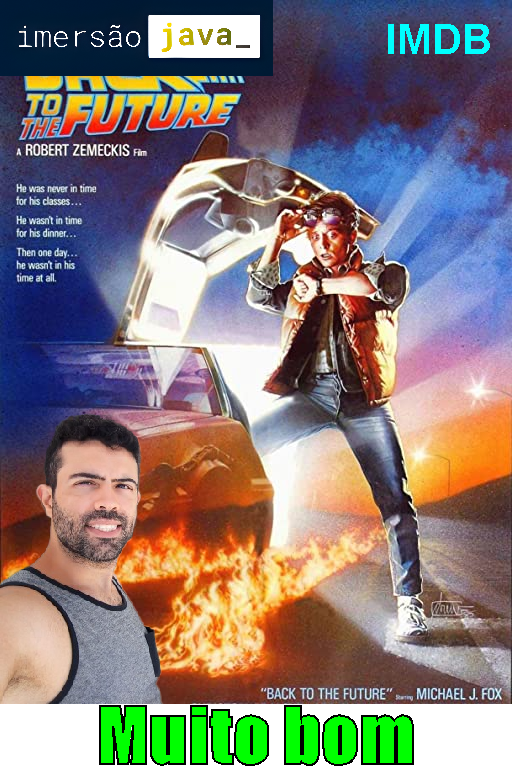 imersão java_
IMDB
TO
THE FUTURE
A ROBERT ZEMECKIS Film
He was never in time
for his classes...
He wasn't in time
for his dinner...
Then one day...
he wasn't in his
time at all.
"BACK TO THE FUTURE" Starring MICHAEL J. FOX
Muito bom